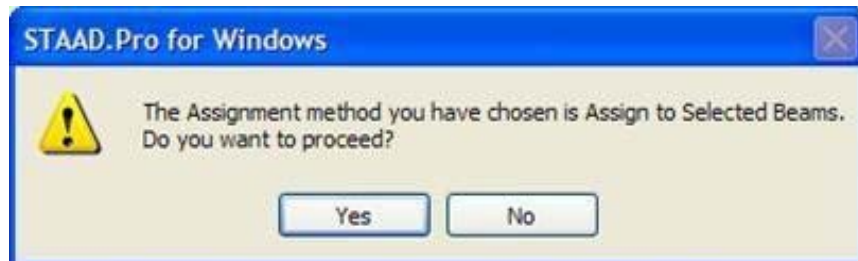 STAAD.Pro for Windows
The Assignment method you have chosen is Assign to Selected Beams.
Do you want to proceed?
Yes No